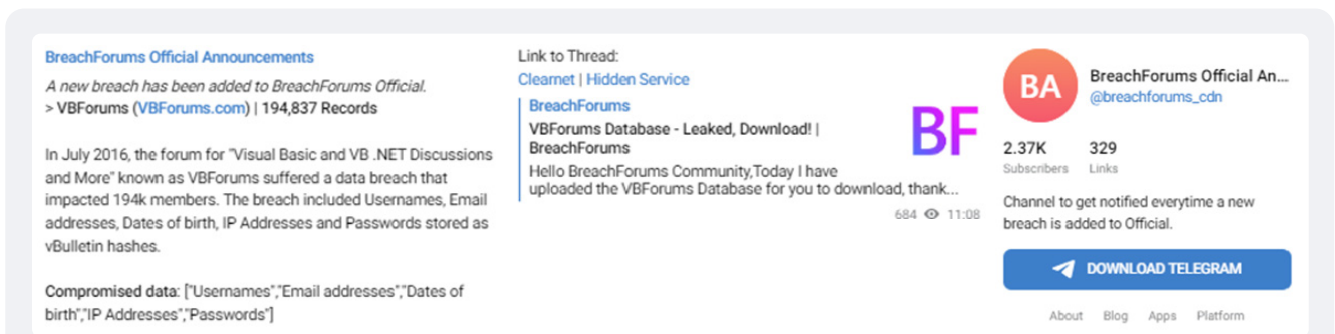 BreachForums Official Announcements
A new breach has been added to BreachForums Official.
> VBForums (VBForums.com) | 194,837 Records
In July 2016, the forum for "Visual Basic and VB .NET Discussions
and More" known as VBForums suffered a data breach that
impacted 194k members. The breach included Usernames, Email
addresses, Dates of birth, IP Addresses and Passwords stored as
vBulletin hashes.
Compromised data: ["Usernames","Email addresses","Dates of
birth","IP Addresses","Passwords"]
Link to Thread:
Clearnet | Hidden Service
BreachForums
VBForums Database - Leaked, Download! |
BreachForums
Hello BreachForums Community,Today I have
uploaded the VBForums Database for you to download, thank...
BF
684 11:08
BA
BreachForums Official An...
@breachforums_cdn
2.37K 329
Subscribers Links
Channel to get notified everytime a new
breach is added to Official.
DOWNLOAD TELEGRAM
About Blog Apps Platform